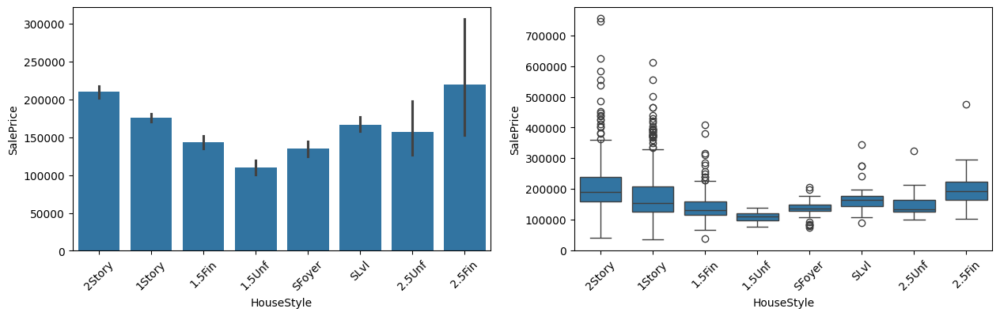 300000
250000
200000
150000
100000
50000
0
SalePrice
2Story
1Story
1.5Fin
1.5Unf
SFoyer
SLvl
2.5Unf
2.5Fin
HouseStyle
700000
600000
500000
400000
300000
200000
100000
0
SalePrice
2Story
1Story
1.5Fin
1.5Unf
SFoyer
SLvl
2.5Unf
2.5Fin
HouseStyle